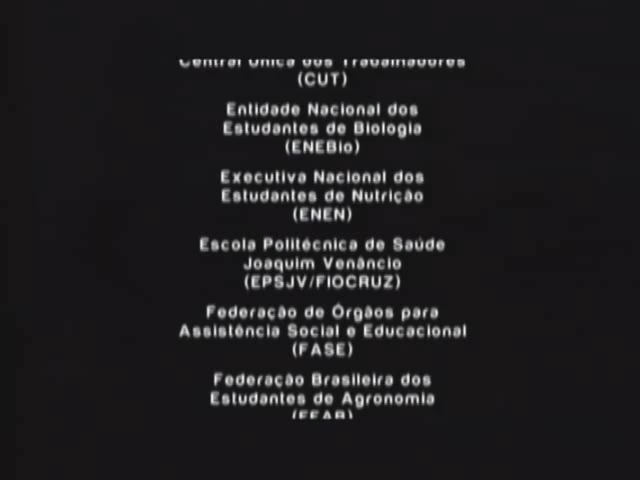 Central Única dos Trabalhadores
(CUT)
Entidade Nacional dos
Estudantes de Biologia
(ENEBio)
Executiva Nacional dos
Estudantes de Nutrição
(ENEN)
Escola Politécnica de Saúde
Joaquim Venâncio
(EPSJV/FIOCRUZ)
Federação de Órgãos para
Assistência Social e Educacional
(FASE)
Federação Brasileira dos
Estudantes de Agronomia
(FEAB)